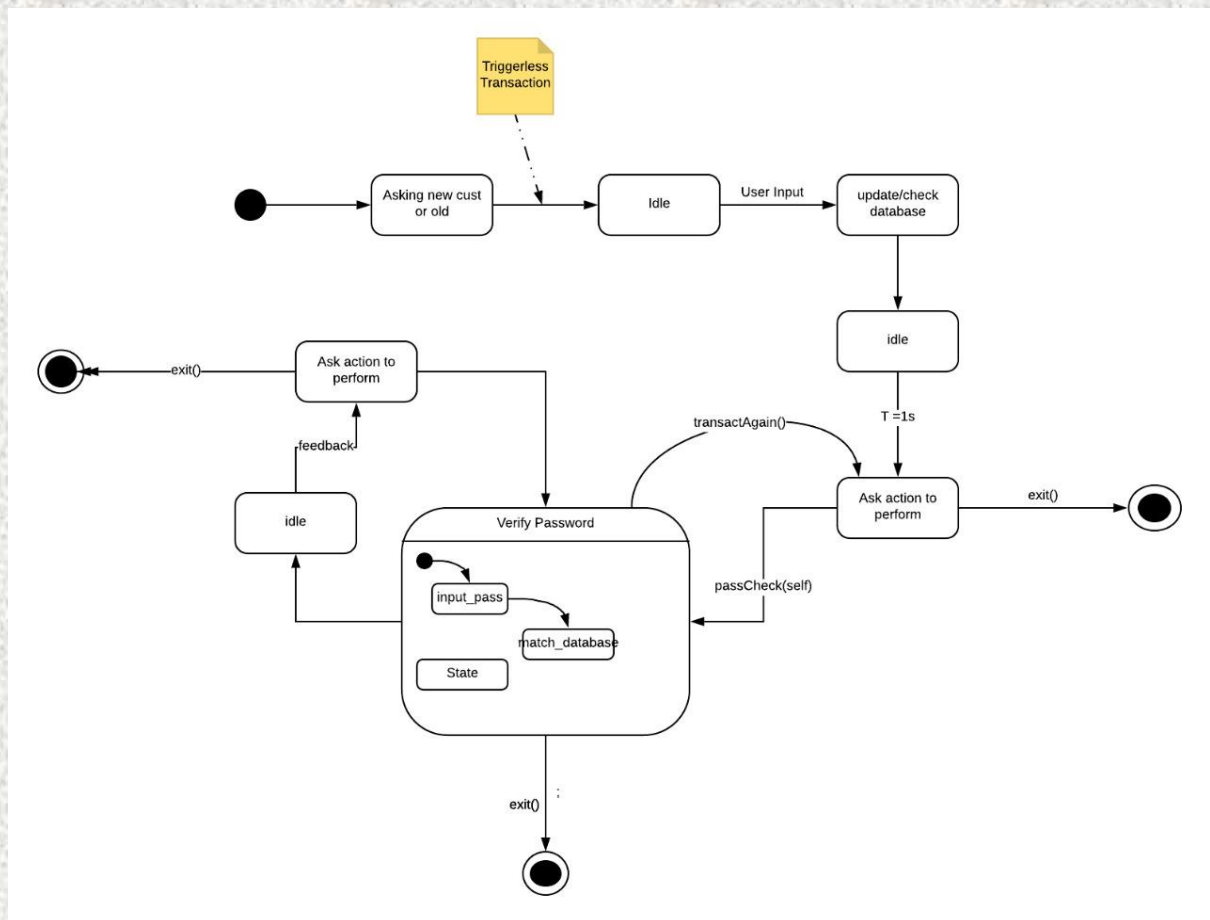 Triggerless
Transaction
Asking new cust
or old
Idle
User Input
update/check
database
idle
T =1s
Ask action to
perform
exit()
transactAgain()
passCheck(self)
exit()
Ask action to
perform
feedback
idle
Verify Password
input_pass
match_database
State
exit()
;